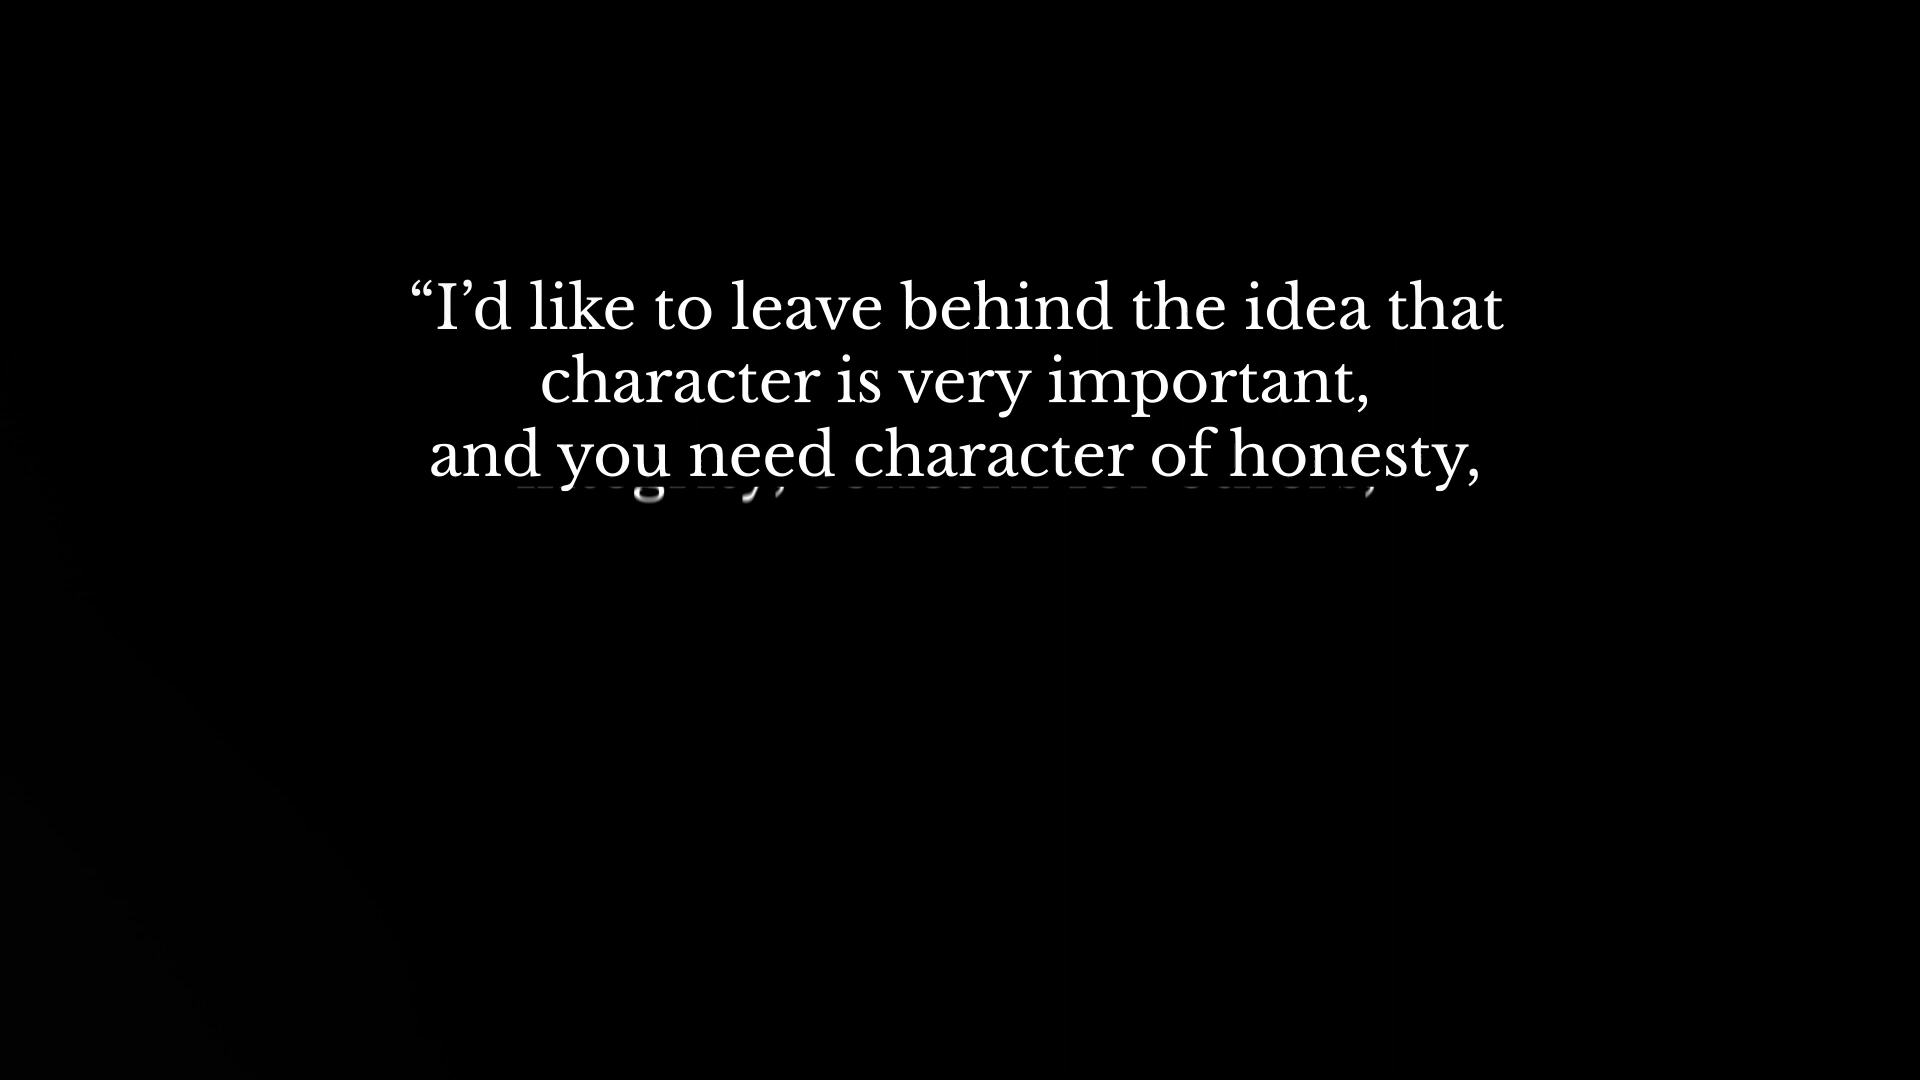 “I’d like to leave behind the idea that
character is very important,
and you need character of honesty,